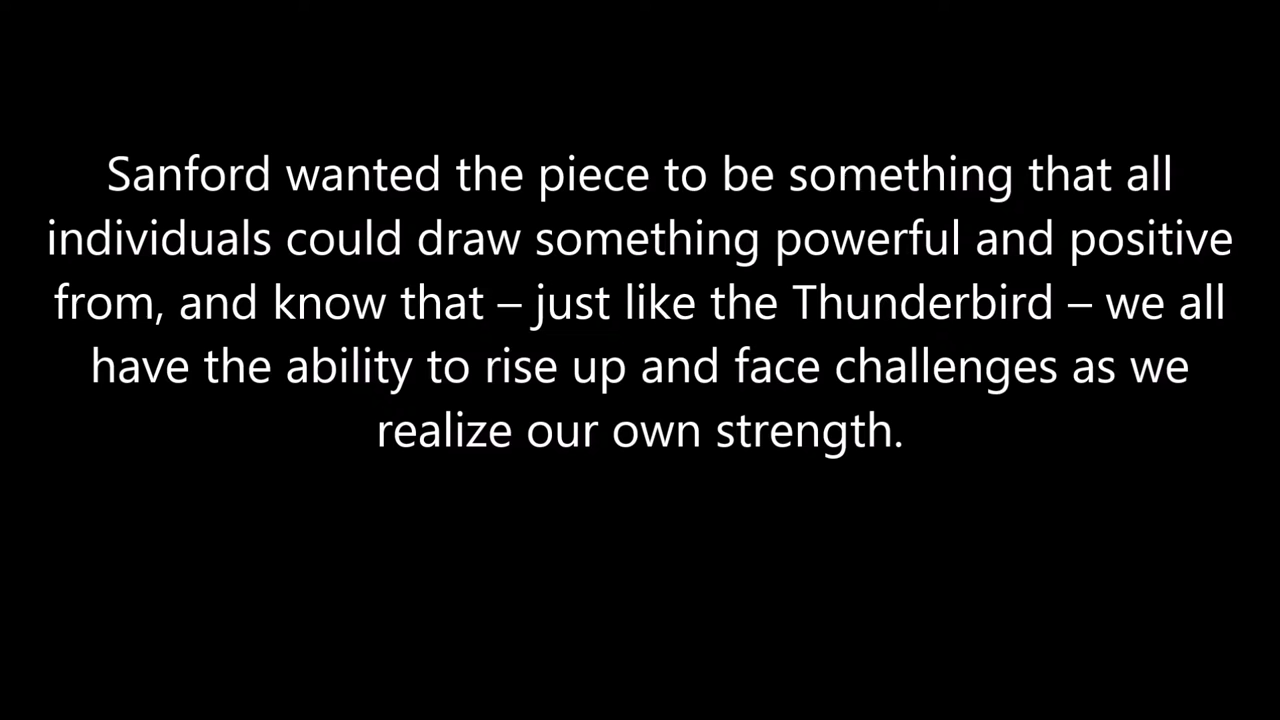 Sanford wanted the piece to be something that all
individuals could draw something powerful and positive
from, and know that – just like the Thunderbird – we all
have the ability to rise up and face challenges as we
realize our own strength.